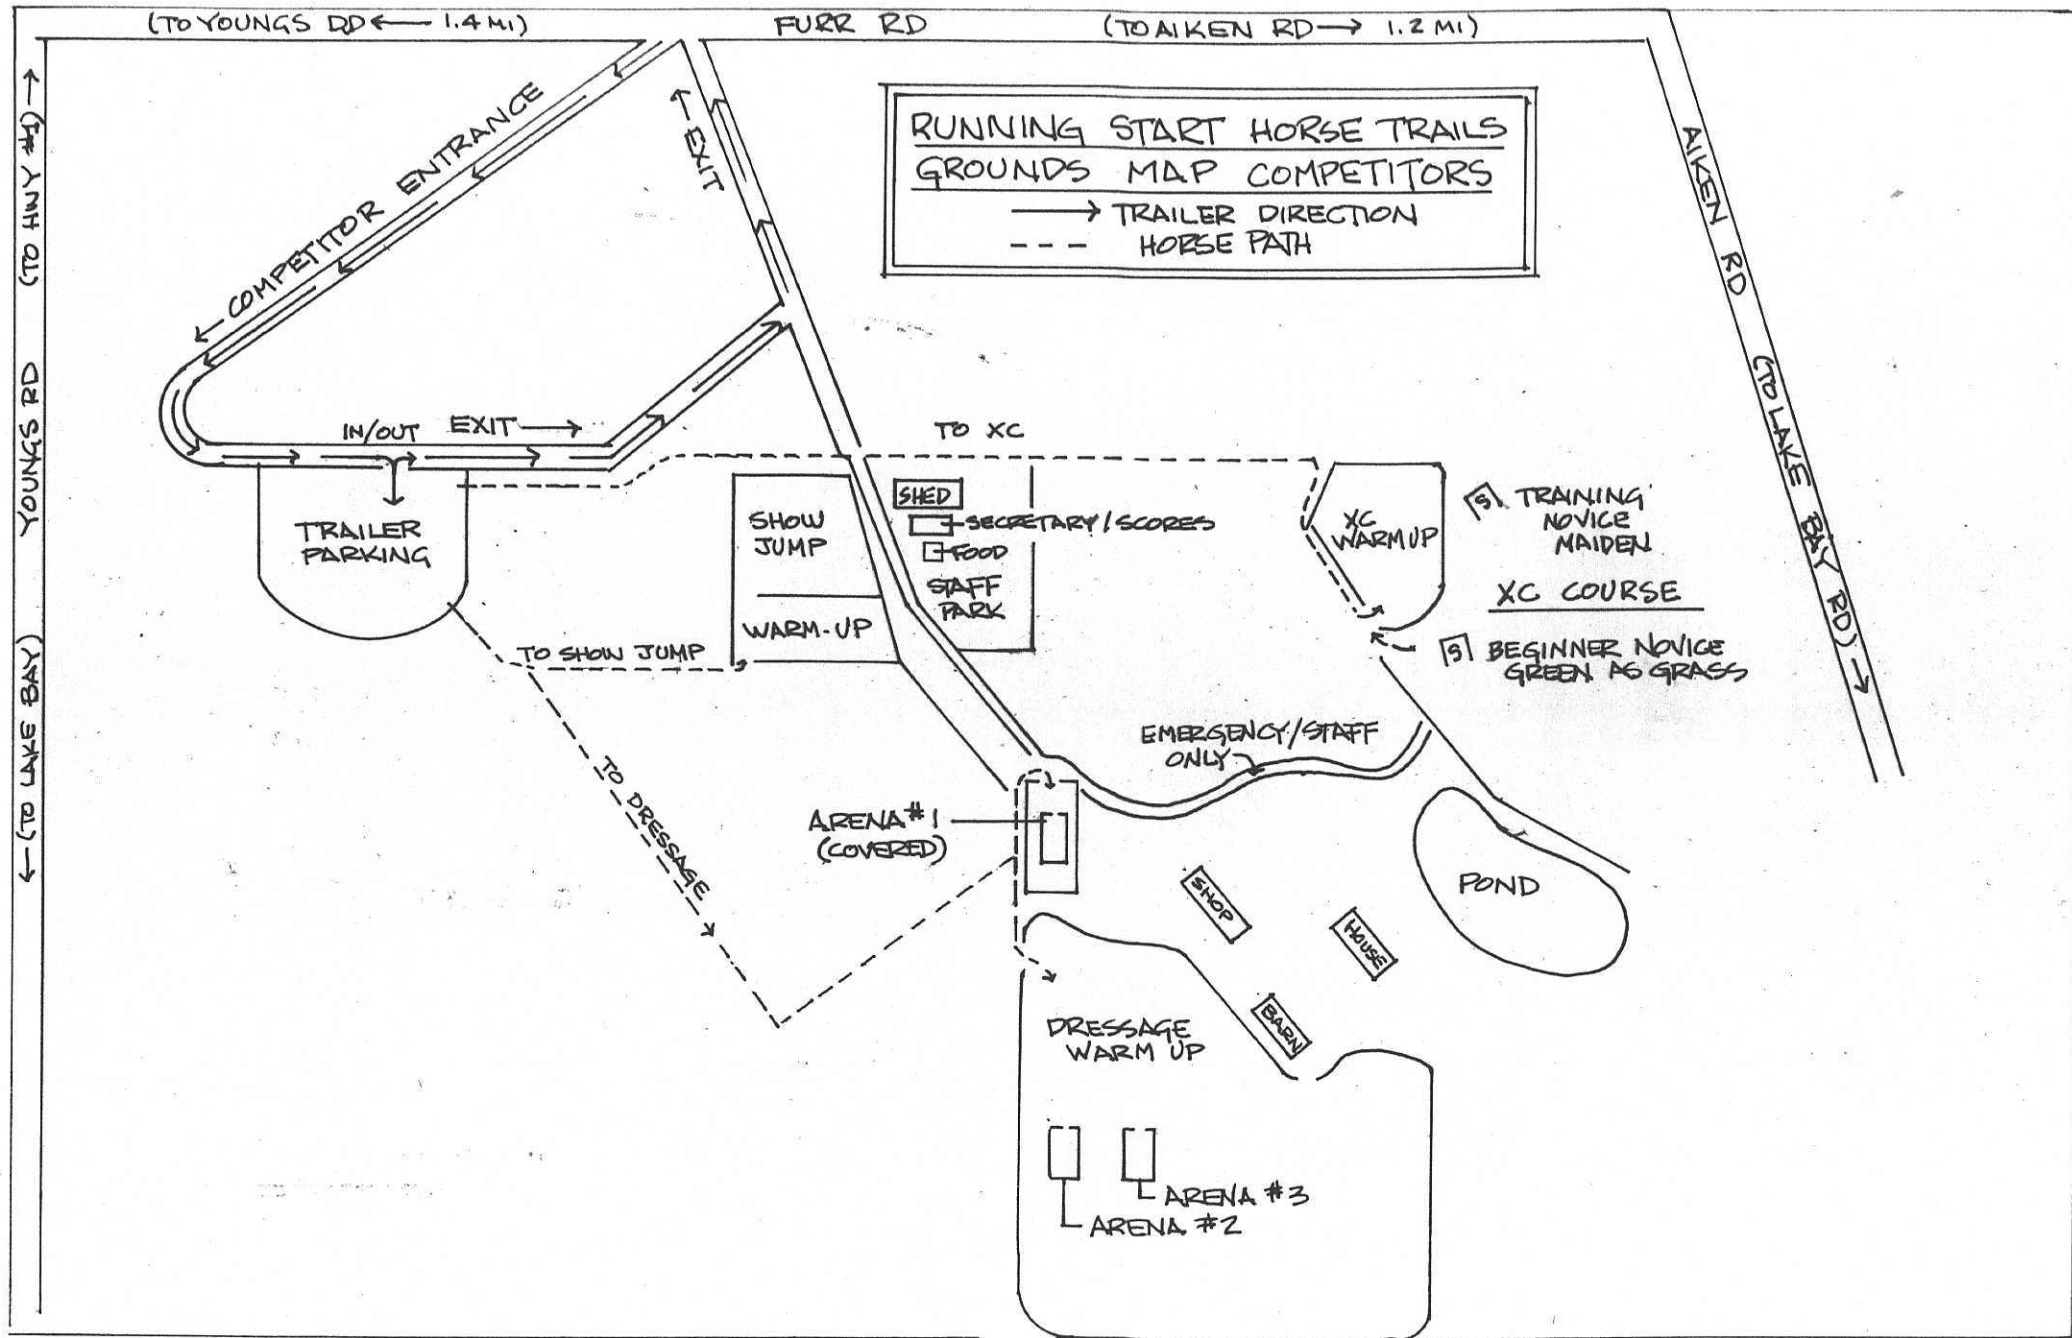 (TO YOUNGS RD ← 1.4 MI)
FURR RD
(TO AIKEN RD → 1.2 MI)
YOUNGS RD (TO HWY #1) →
← (TO LAKE BAY)
← COMPETITOR ENTRANCE
← EXIT
RUNNING START HORSE TRAILS
GROUNDS MAP COMPETITORS
→ TRAILER DIRECTION
--- HORSE PATH
AIKEN RD (TO LAKE BAY RD) →
IN/OUT
EXIT →
TO XC
TRAILER
PARKING
SHOW
JUMP
WARM-UP
SHED
SECRETARY/SCORES
FOOD
STAFF
PARK
XC
WARM UP
S
TRAINING
NOVICE
MAIDEN
XC COURSE
S
BEGINNER NOVICE
GREEN AS GRASS
TO SHOW JUMP
TO DRESSAGE
EMERGENCY/STAFF
ONLY
ARENA #1
(COVERED)
SHOP
HOUSE
POND
BARN
DRESSAGE
WARM UP
ARENA #3
ARENA #2